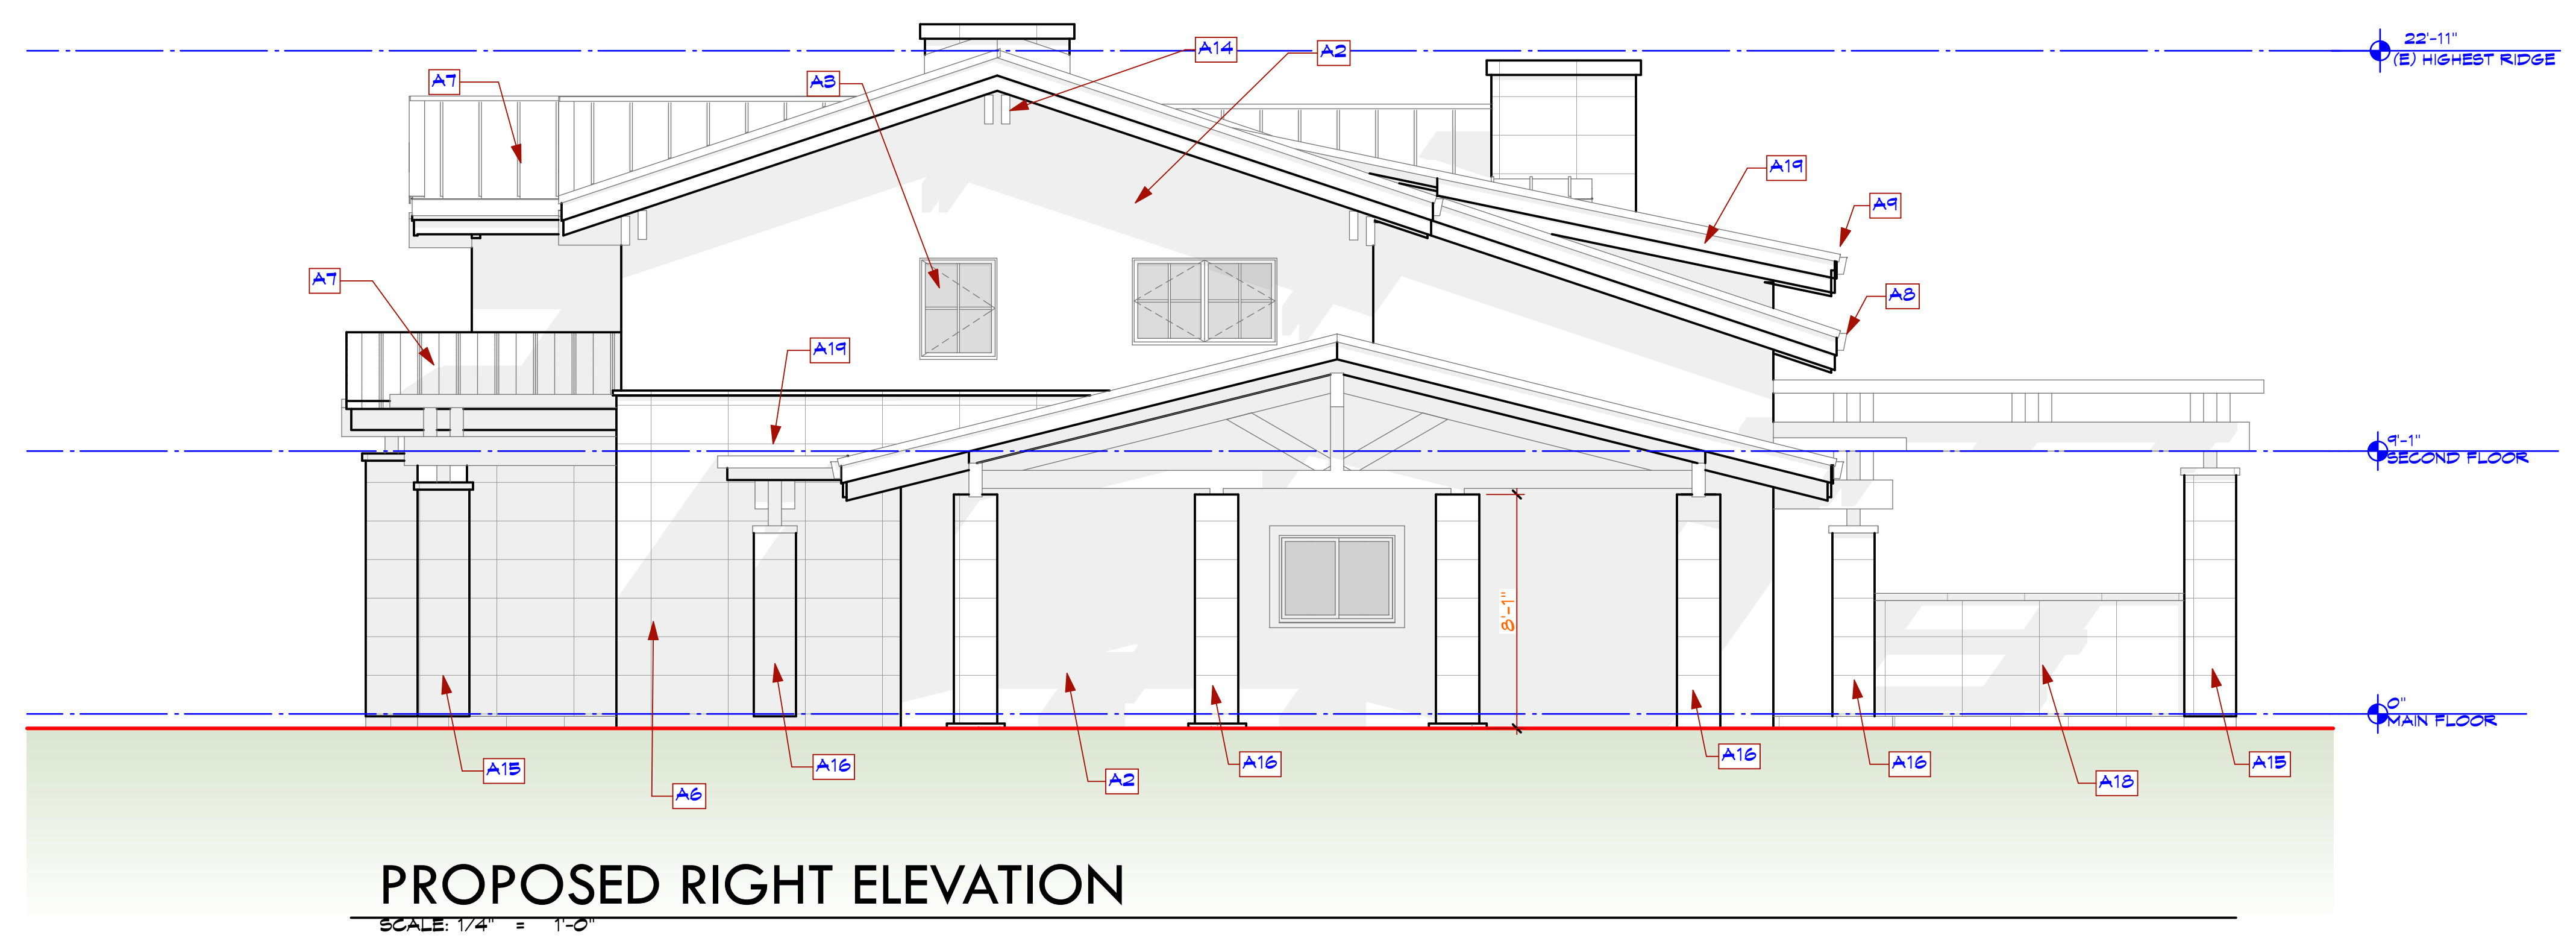 22'-11"
(E) HIGHEST RIDGE
A14
A2
A7
A3
A19
A9
A7
A8
A19
9'-1"
SECOND FLOOR
8'-1"
0"
MAIN FLOOR
A15
A16
A2
A16
A16
A16
A15
A6
A18
PROPOSED RIGHT ELEVATION
SCALE: 1/4" = 1'-0"